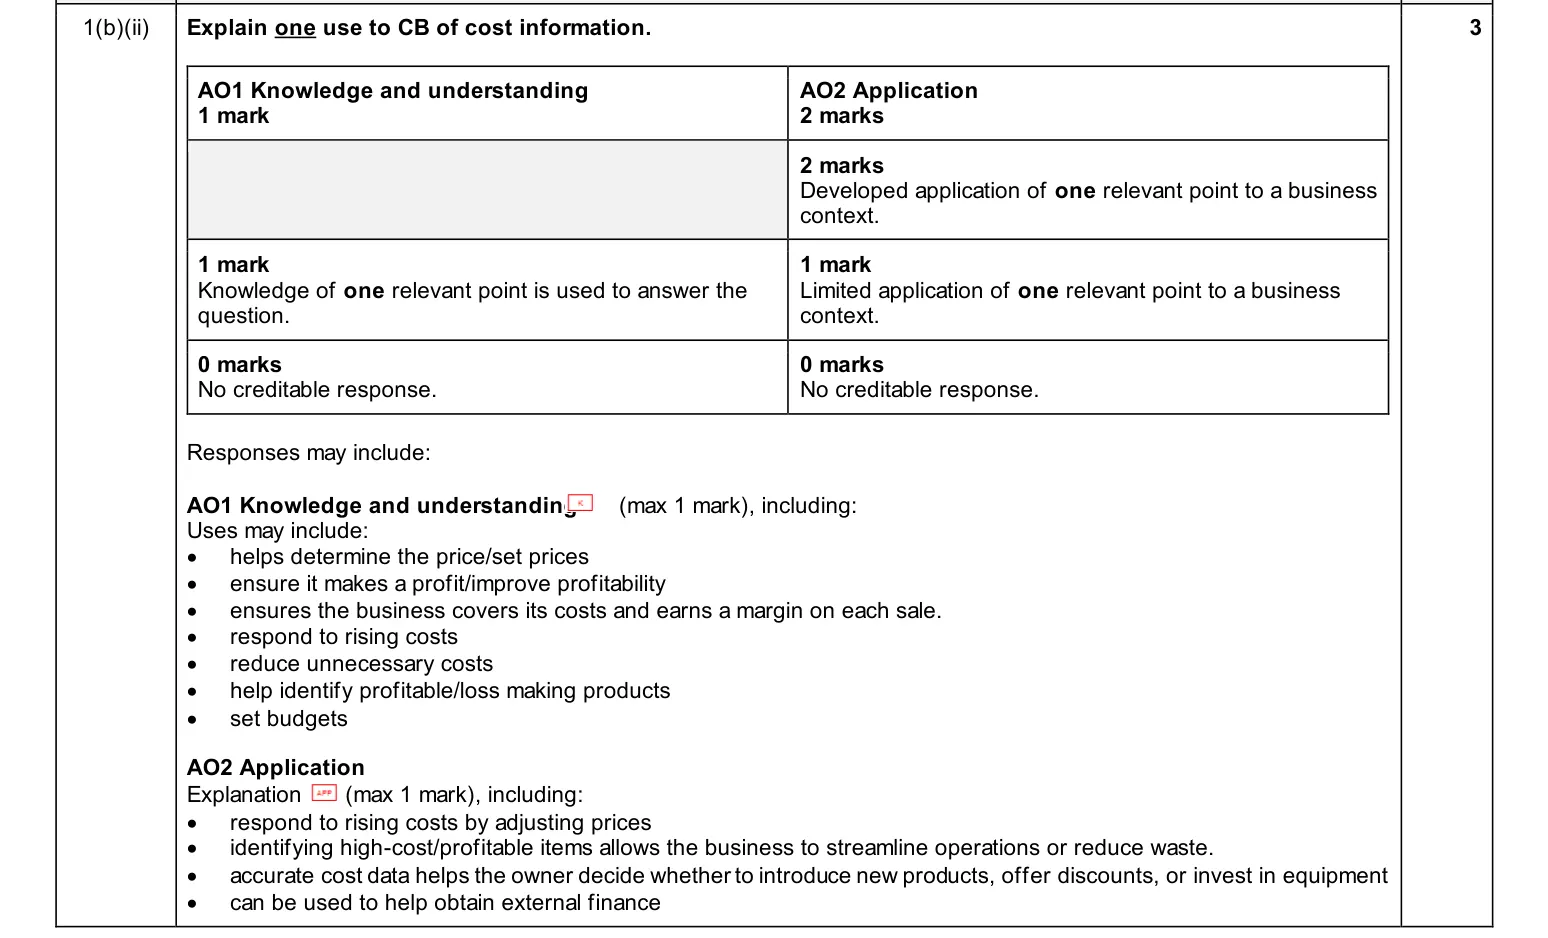 1(b)(ii) Explain one use to CB of cost information. 3
AO1 Knowledge and understanding
1 mark
AO2 Application
2 marks
2 marks
Developed application of one relevant point to a business
context.
1 mark
Knowledge of one relevant point is used to answer the
question.
1 mark
Limited application of one relevant point to a business
context.
0 marks
No creditable response.
0 marks
No creditable response.
Responses may include:
AO1 Knowledge and understanding K (max 1 mark), including:
Uses may include:
• helps determine the price/set prices
• ensure it makes a profit/improve profitability
• ensures the business covers its costs and earns a margin on each sale.
• respond to rising costs
• reduce unnecessary costs
• help identify profitable/loss making products
• set budgets
AO2 Application
Explanation APP (max 1 mark), including:
• respond to rising costs by adjusting prices
• identifying high-cost/profitable items allows the business to streamline operations or reduce waste.
• accurate cost data helps the owner decide whether to introduce new products, offer discounts, or invest in equipment
• can be used to help obtain external finance